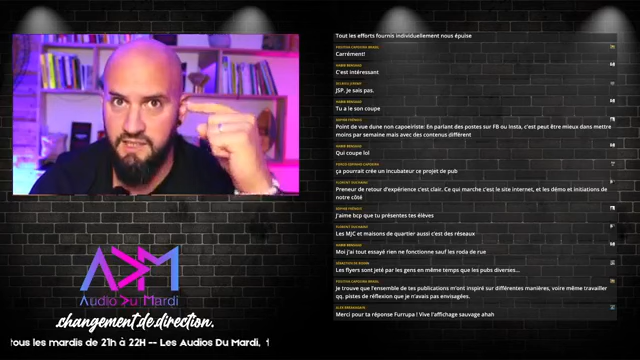 Tout les efforts fournis individuellement nous épuise
Carrément!
C'est intéressant
JSP. Je sais pas.
Tu a le son coupe
Point de vue dune non capoeiriste: En parlant des postes sur FB ou Insta, c'est peut être mieux dans mettre
moins par semaine mais avec des contenus différent
Qui coupe lol
ça pourrait crée un incubateur ce projet de pub
Preneur de retour d'expérience c'est clair. Ce qui marche c'est le site internet, et les démo et initiations de
notre côté
J'aime bcp que tu présentes tes élèves
Les MJC et maisons de quartier aussi c'est des réseaux
Moi j'ai tout essayé rien ne fonctionne sauf les roda de rue
Les flyers sont jeté par les gens en même temps que les pubs diverses...
Je trouve que l'ensemble de tes publications m'ont inspiré sur différentes manières, voire même travailler
qq. pistes de réflexion que je n'avais pas envisagées.
Merci pour ta réponse Furrupa ! Vive l'affichage sauvage ahah
ADM
Audio Du Mardi
.changement.de.direction.
tous les mardis de 21h à 22H -- Les Audios Du Mardi,